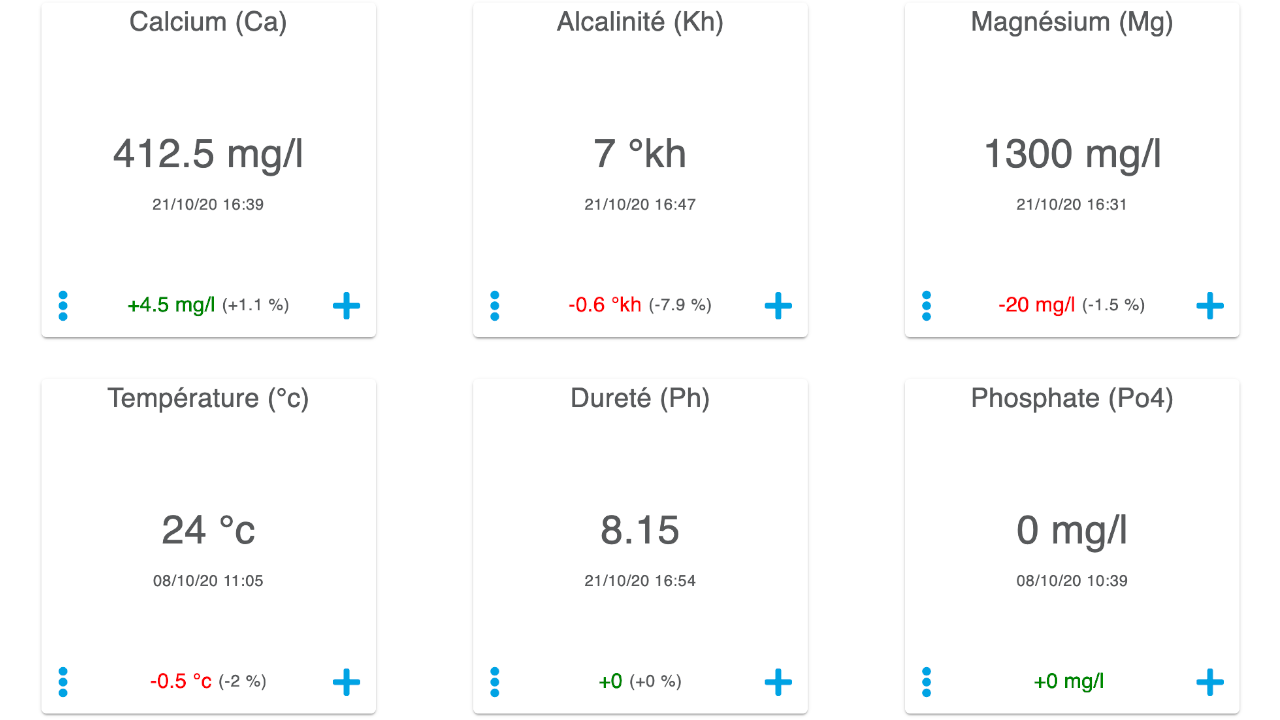 Calcium (Ca)
412.5 mg/l
21/10/20 16:39
+4.5 mg/l (+1.1 %)
Alcalinité (Kh)
7 °kh
21/10/20 16:47
-0.6 °kh (-7.9 %)
Magnésium (Mg)
1300 mg/l
21/10/20 16:31
-20 mg/l (-1.5 %)
Température (°c)
24 °c
08/10/20 11:05
-0.5 °c (-2 %)
Dureté (Ph)
8.15
21/10/20 16:54
+0 (+0 %)
Phosphate (Po4)
0 mg/l
08/10/20 10:39
+0 mg/l